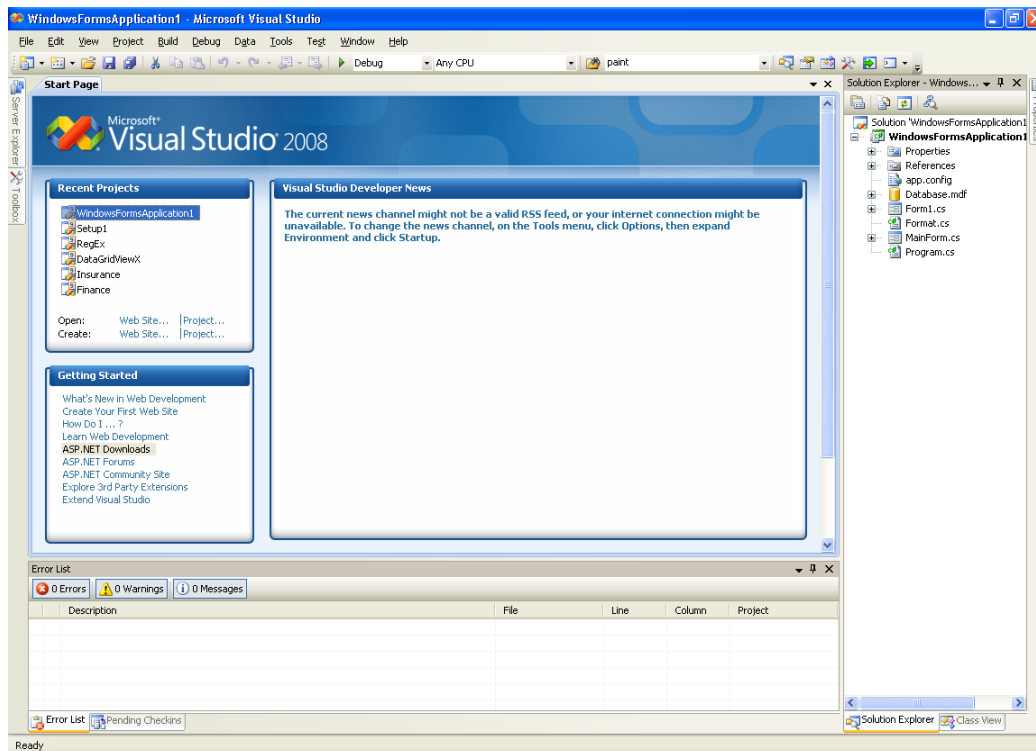 WindowsFormsApplication1 - Microsoft Visual Studio
File Edit View Project Build Debug Data Tools Test Window Help
Debug Any CPU paint
Server Explorer
Toolbox
Start Page
Microsoft
Visual Studio 2008
Recent Projects
WindowsFormsApplication1
Setup1
RegEx
DataGridViewX
Insurance
Finance
Open: Web Site... | Project...
Create: Web Site... | Project...
Getting Started
What's New in Web Development
Create Your First Web Site
How Do I ... ?
Learn Web Development
ASP.NET Downloads
ASP.NET Forums
ASP.NET Community Site
Explore 3rd Party Extensions
Extend Visual Studio
Visual Studio Developer News
The current news channel might not be a valid RSS feed, or your internet connection might be
unavailable. To change the news channel, on the Tools menu, click Options, then expand
Environment and click Startup.
Solution Explorer - Windows...
Solution 'WindowsFormsApplication1
WindowsFormsApplication1
Properties
References
app.config
Database.mdf
Form1.cs
Format.cs
MainForm.cs
Program.cs
Error List
0 Errors 0 Warnings 0 Messages
Description File Line Column Project
Error List Pending Checkins
Solution Explorer Class View
Ready